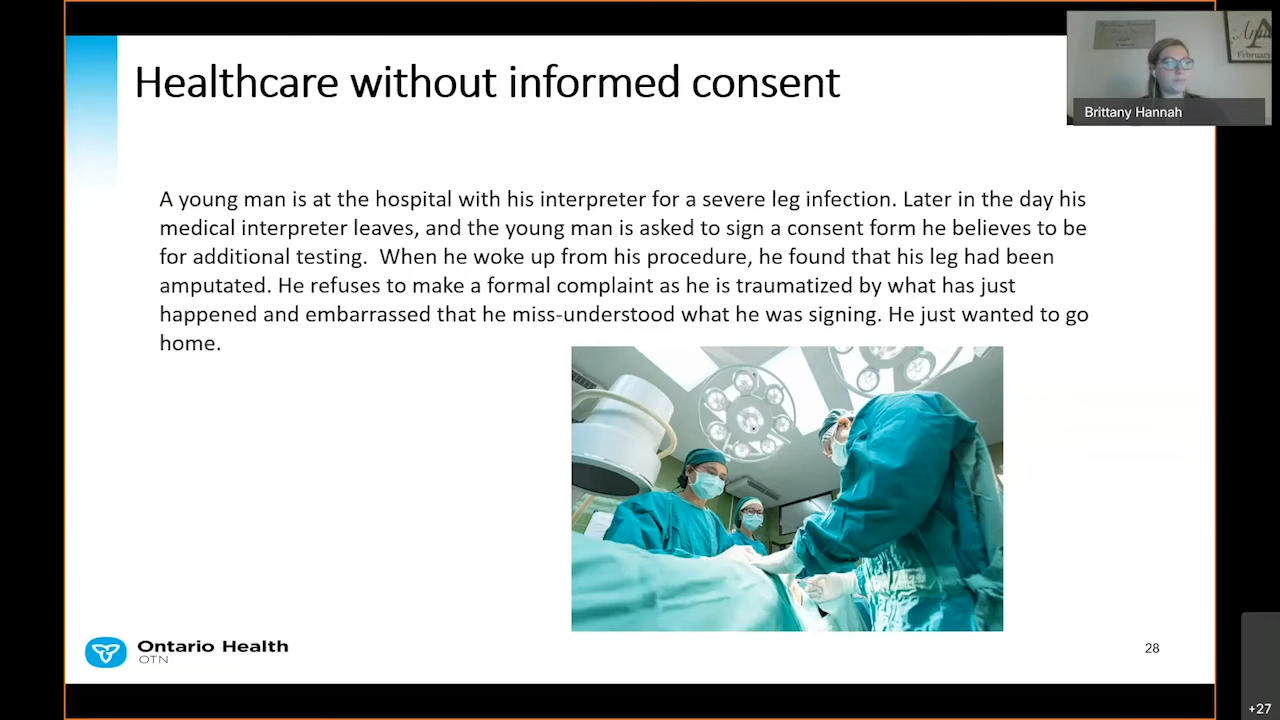 Healthcare without informed consent
Brittany Hannah
February
A young man is at the hospital with his interpreter for a severe leg infection. Later in the day his
medical interpreter leaves, and the young man is asked to sign a consent form he believes to be
for additional testing.  When he woke up from his procedure, he found that his leg had been
amputated. He refuses to make a formal complaint as he is traumatized by what has just
happened and embarrassed that he miss-understood what he was signing. He just wanted to go
home.
Ontario Health
OTN
28
+27